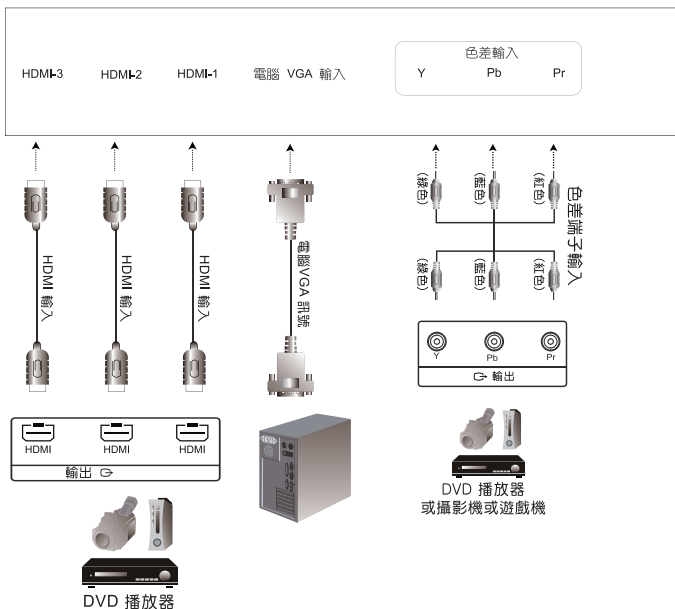 色差輸入
HDMI-3 HDMI-2 HDMI-1 電腦 VGA 輸入 Y Pb Pr
(綠色) (藍色) (紅色)
色差端子輸入
HDMI 輸入 HDMI 輸入 HDMI 輸入 電腦VGA 訊號
(綠色) (藍色) (紅色)
Y Pb Pr
輸出
HDMI HDMI HDMI
輸出
DVD 播放器
或攝影機或遊戲機
DVD 播放器